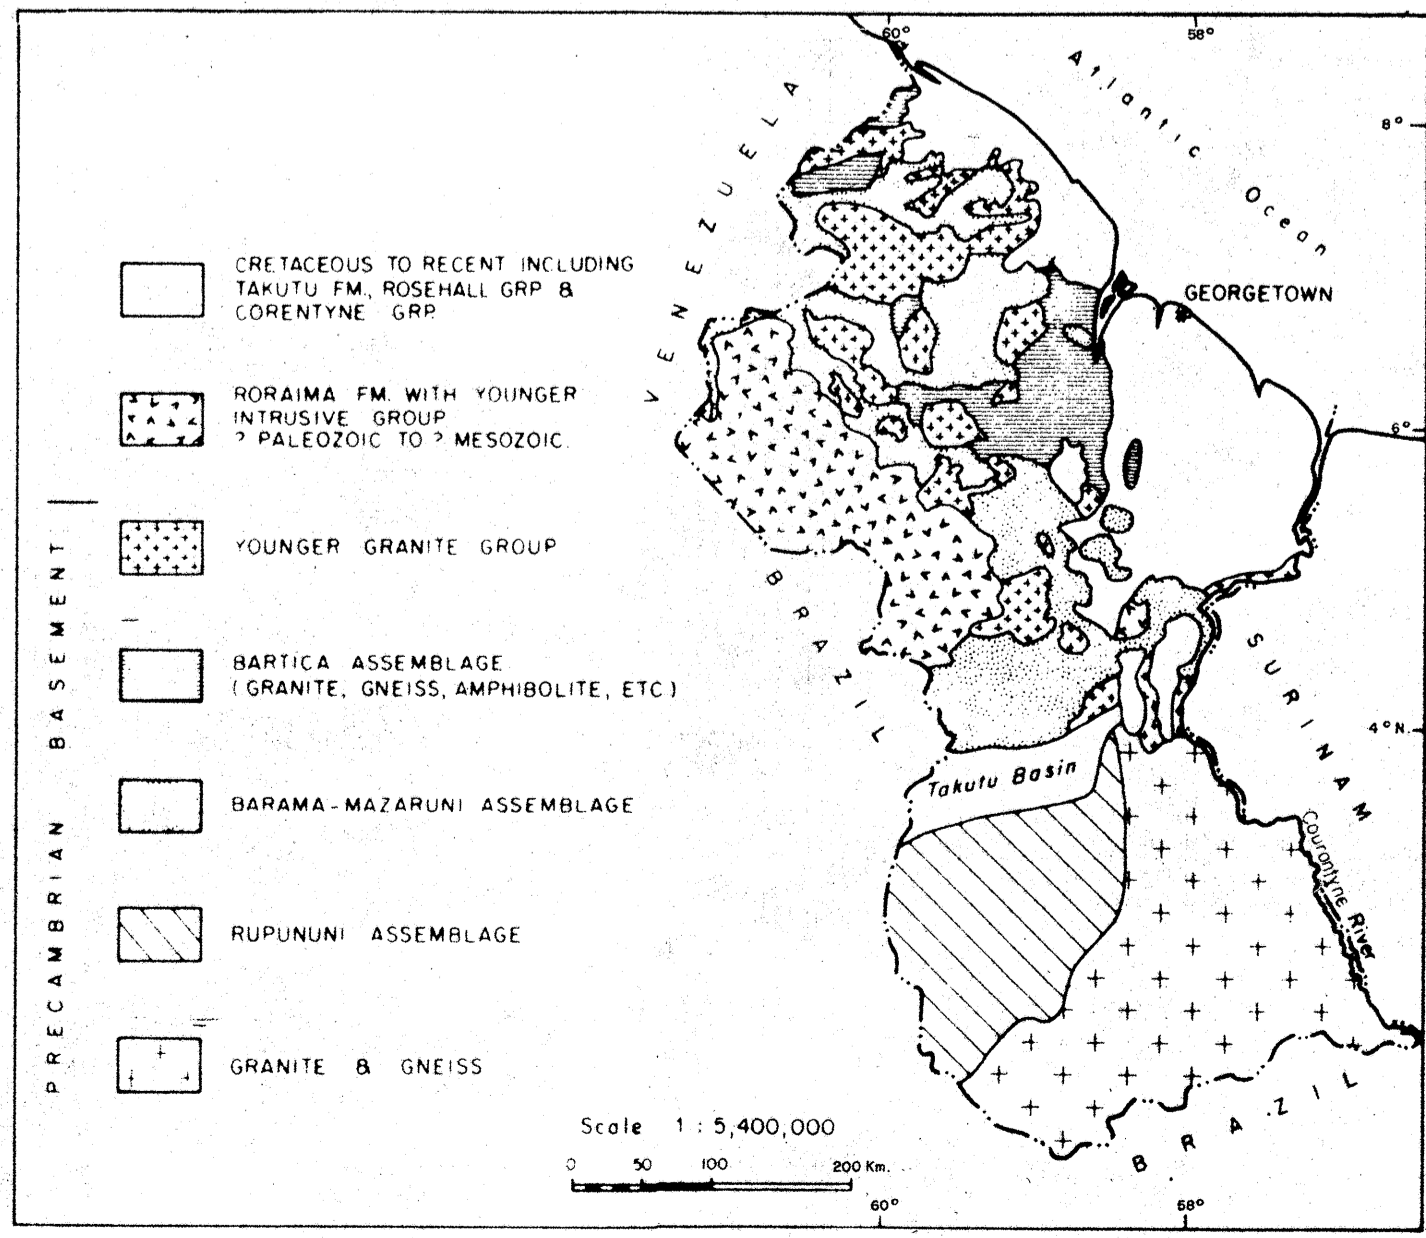 60°
58°
Atlantic Ocean
8°
VENEZUELA
GEORGETOWN
CRETACEOUS TO RECENT INCLUDING
TAKUTU FM., ROSEHALL GRP &
CORENTYNE GRP.
RORAIMA FM. WITH YOUNGER
INTRUSIVE GROUP
? PALEOZOIC TO ? MESOZOIC.
6°
YOUNGER GRANITE GROUP
BRAZIL
SURINAM
BARTICA ASSEMBLAGE
(GRANITE, GNEISS, AMPHIBOLITE, ETC)
4°N.
Takutu Basin
BARAMA-MAZARUNI ASSEMBLAGE
Courantyne River
RUPUNUNI ASSEMBLAGE
GRANITE & GNEISS
PRECAMBRIAN BASEMENT
BRAZIL
Scale 1 : 5,400,000
0 50 100 200 Km.
60°
58°